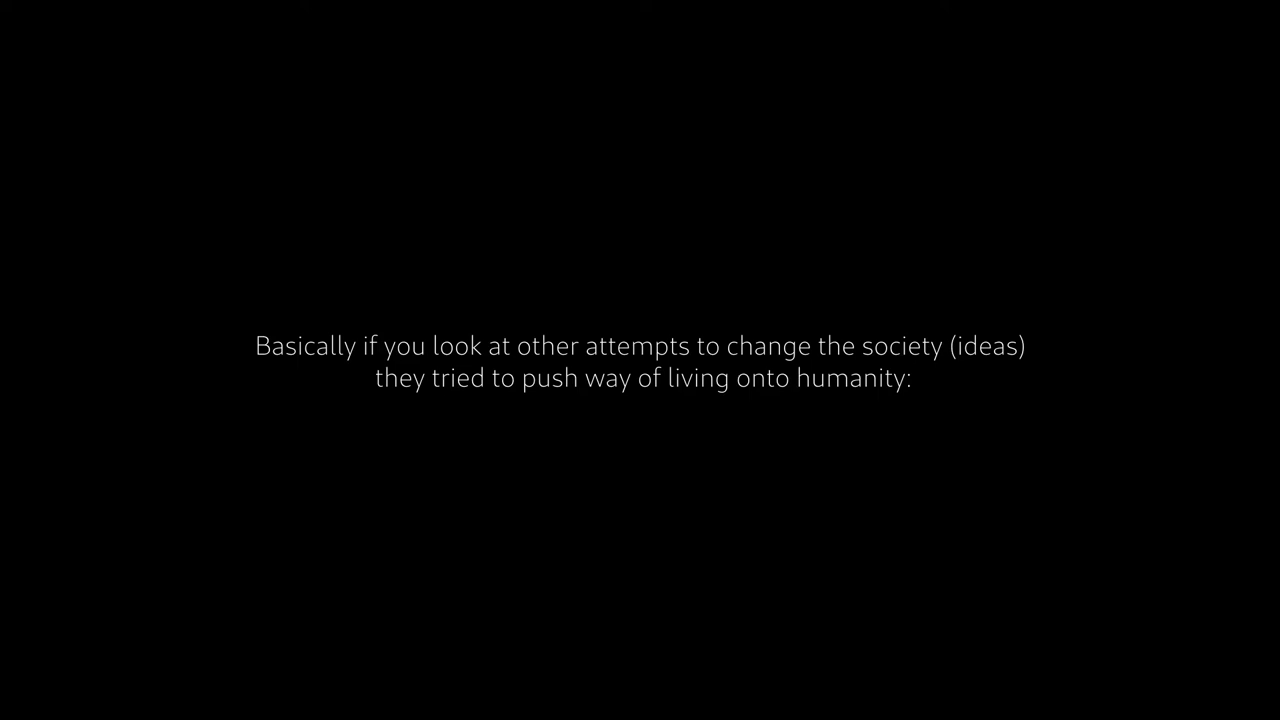 Basically if you look at other attempts to change the society (ideas)
they tried to push way of living onto humanity: